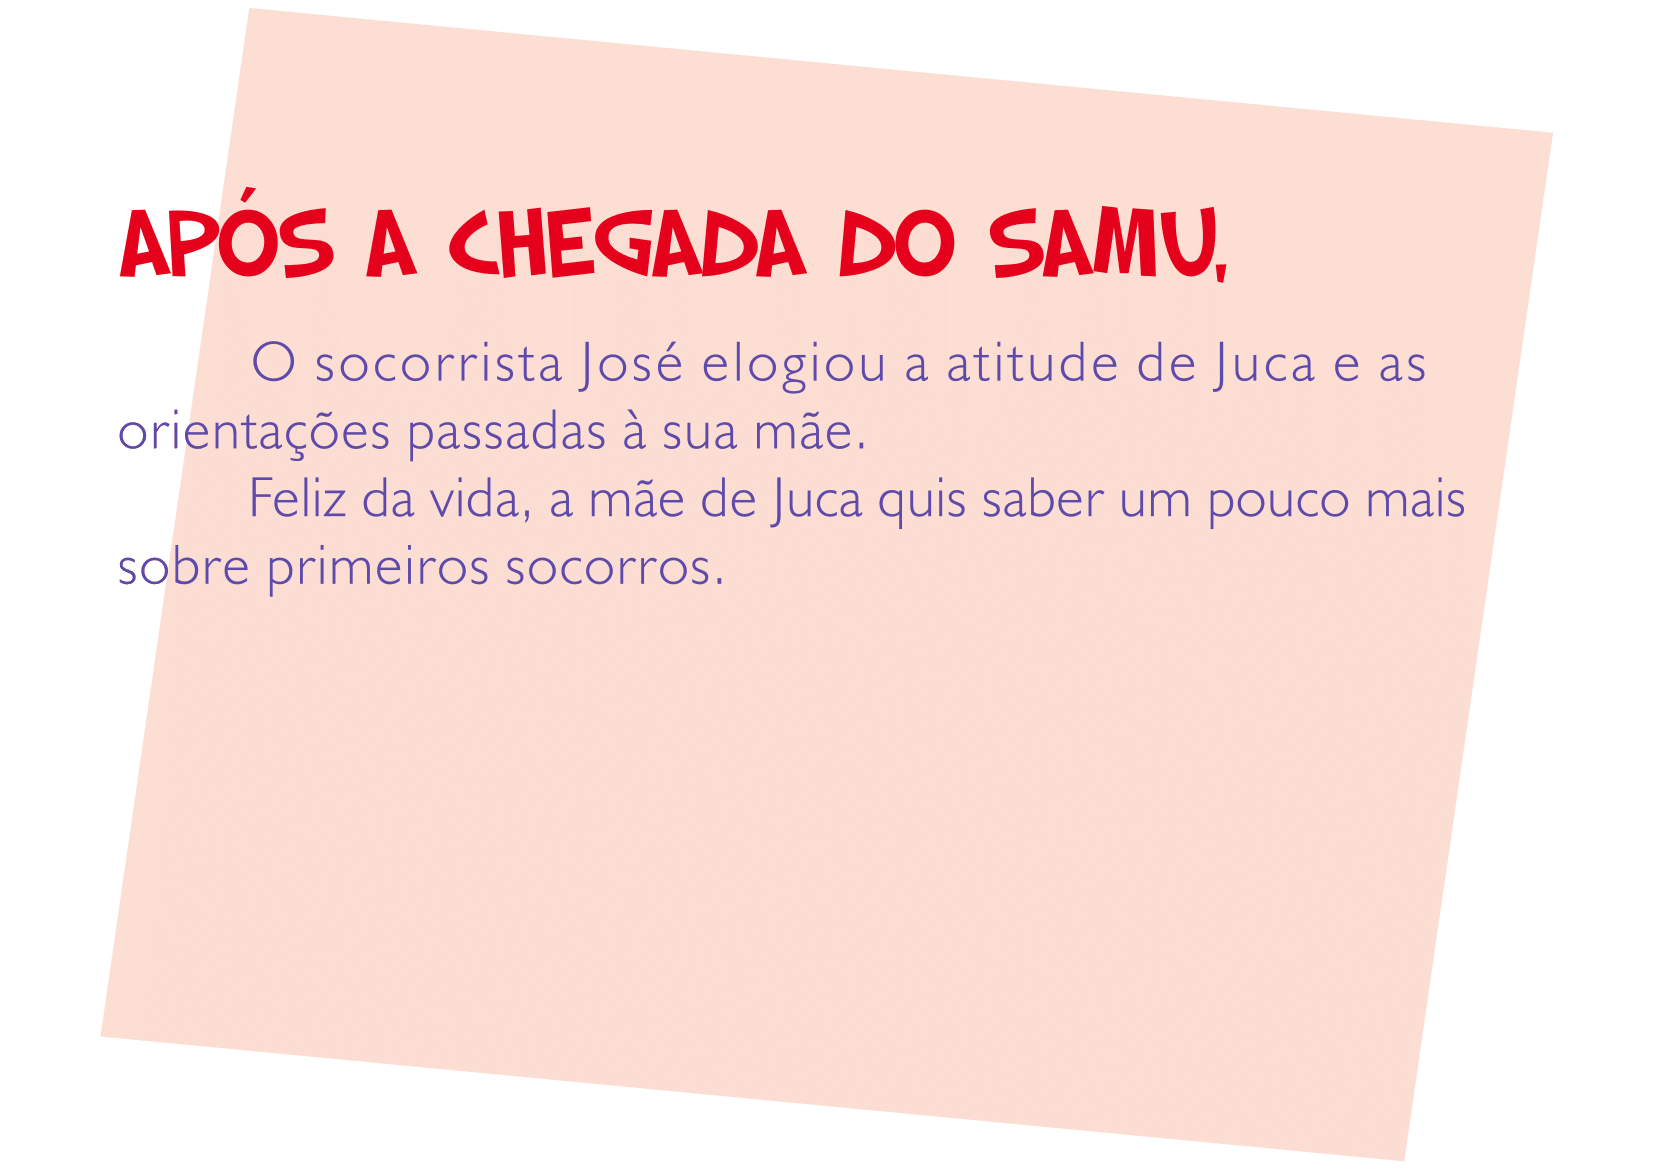 APÓS A CHEGADA DO SAMU,
O socorrista José elogiou a atitude de Juca e as
orientações passadas à sua mãe.
Feliz da vida, a mãe de Juca quis saber um pouco mais
sobre primeiros socorros.